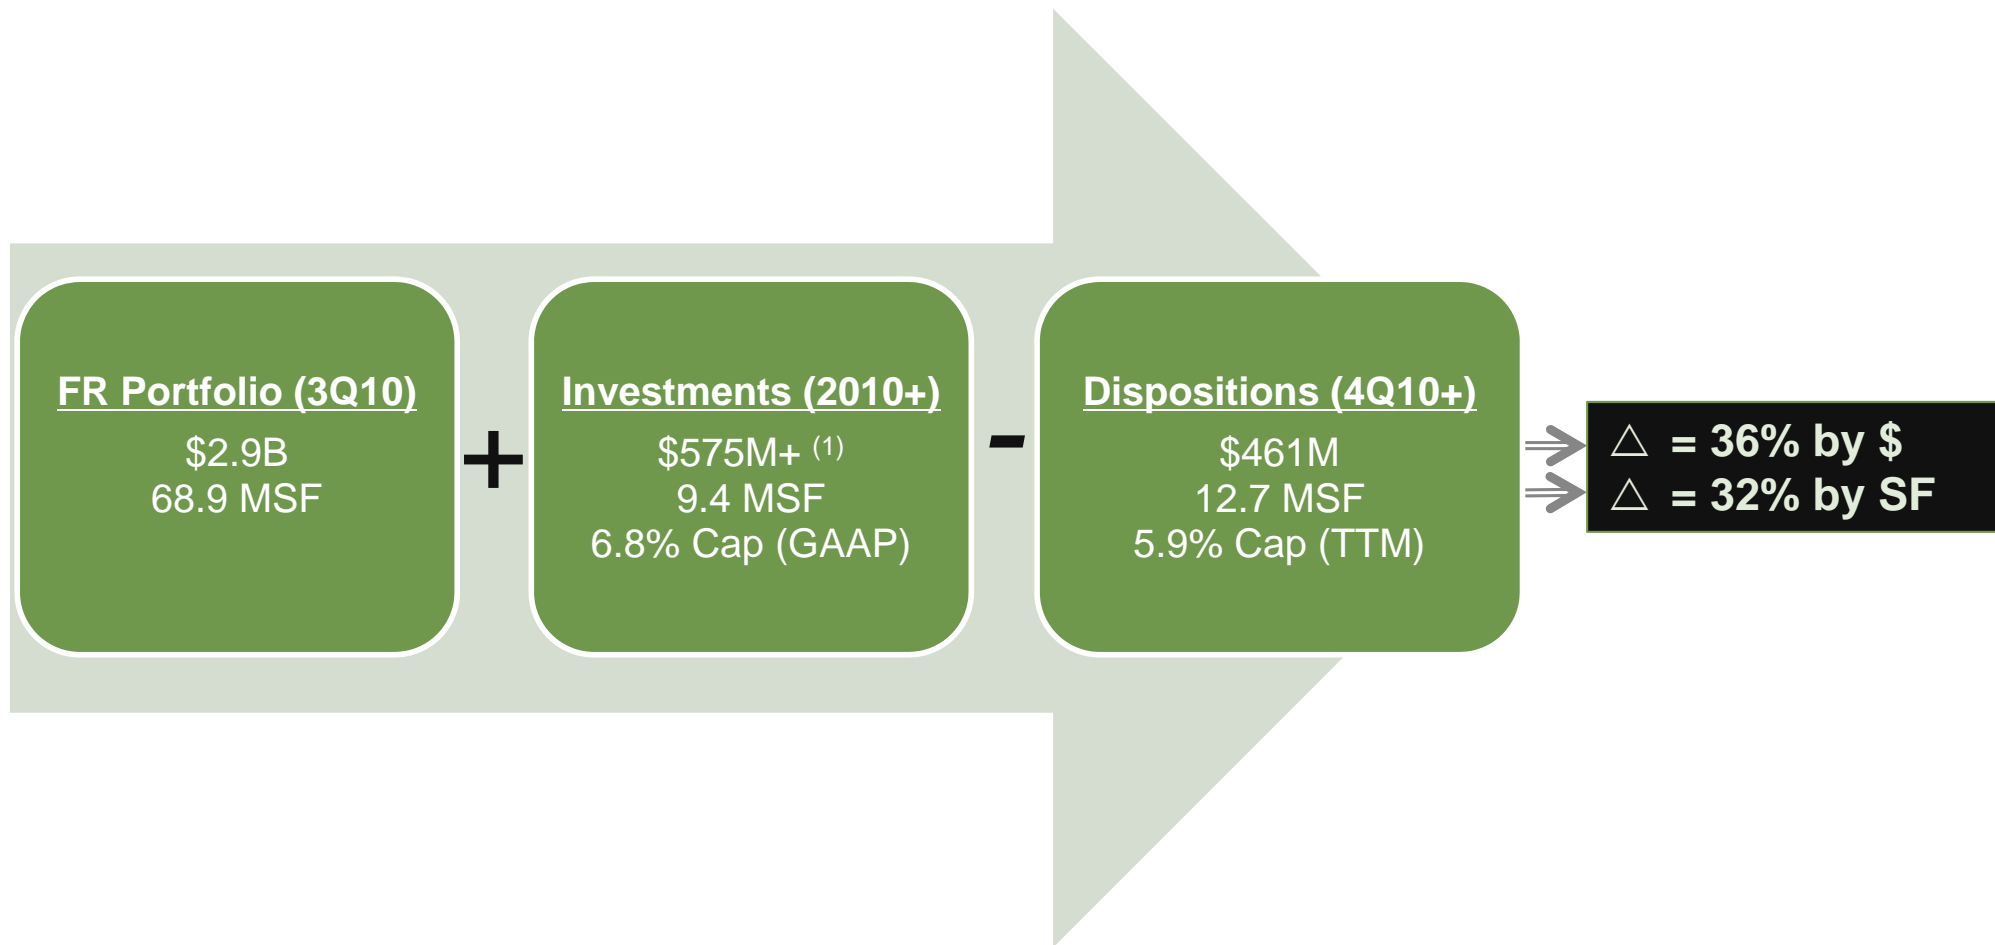 FR Portfolio (3Q10)
$2.9B
68.9 MSF
+
Investments (2010+)
$575M+ (1)
9.4 MSF
6.8% Cap (GAAP)
-
Dispositions (4Q10+)
$461M
12.7 MSF
5.9% Cap (TTM)
△ = 36% by $
△ = 32% by SF